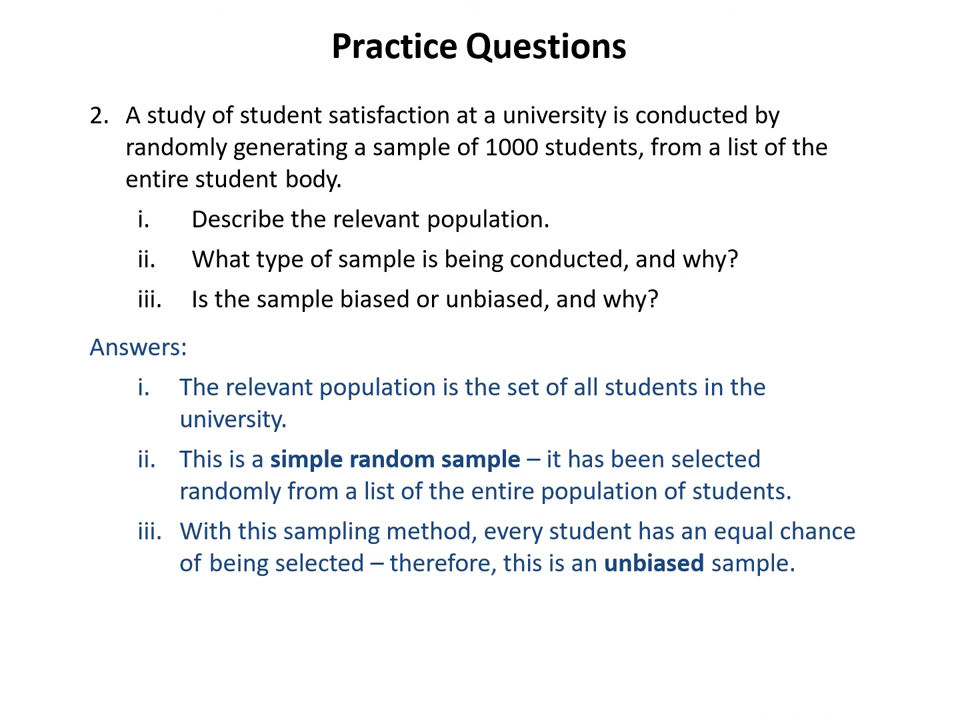 Practice Questions
2. A study of student satisfaction at a university is conducted by
randomly generating a sample of 1000 students, from a list of the
entire student body.
i. Describe the relevant population.
ii. What type of sample is being conducted, and why?
iii. Is the sample biased or unbiased, and why?
Answers:
i. The relevant population is the set of all students in the
university.
ii. This is a simple random sample – it has been selected
randomly from a list of the entire population of students.
iii. With this sampling method, every student has an equal chance
of being selected – therefore, this is an unbiased sample.